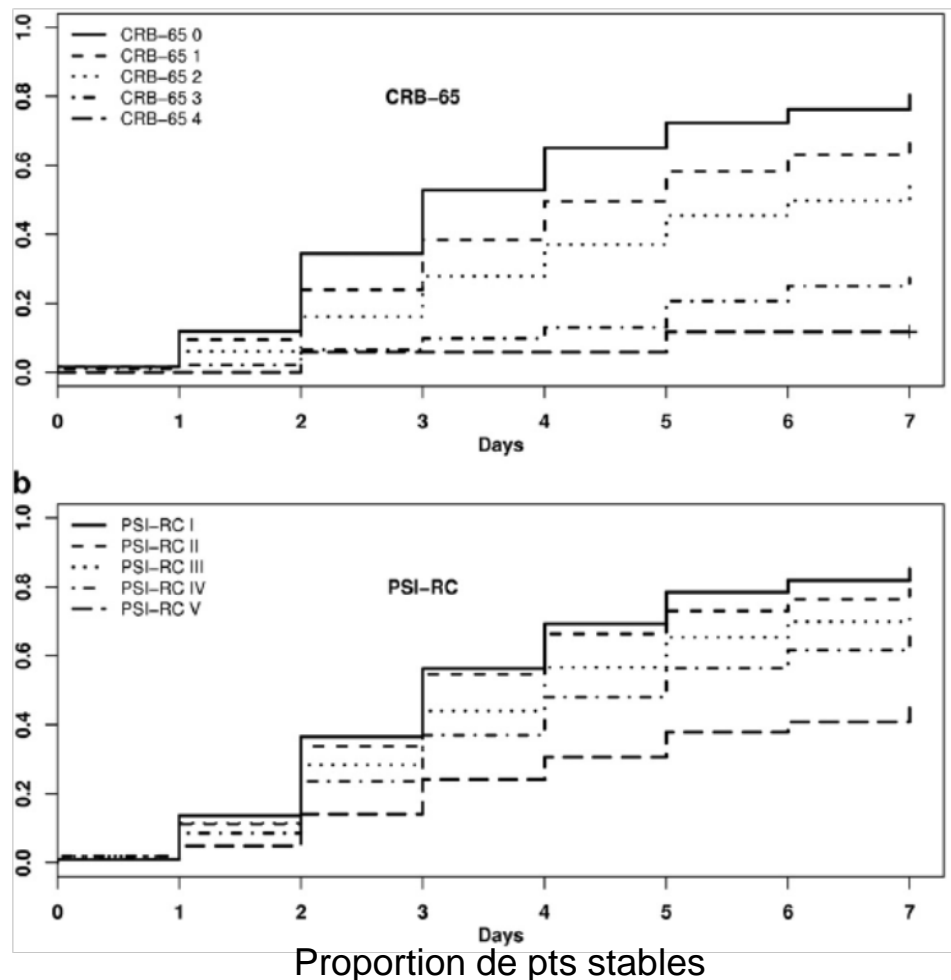 1.0
0.8
0.6
0.4
0.2
0.0
CRB-65 0
CRB-65 1
CRB-65 2
CRB-65 3
CRB-65 4
CRB-65
0 1 2 3 4 5 6 7
Days
b
1.0
0.8
0.6
0.4
0.2
0.0
PSI-RC I
PSI-RC II
PSI-RC III
PSI-RC IV
PSI-RC V
PSI-RC
0 1 2 3 4 5 6 7
Days
Proportion de pts stables